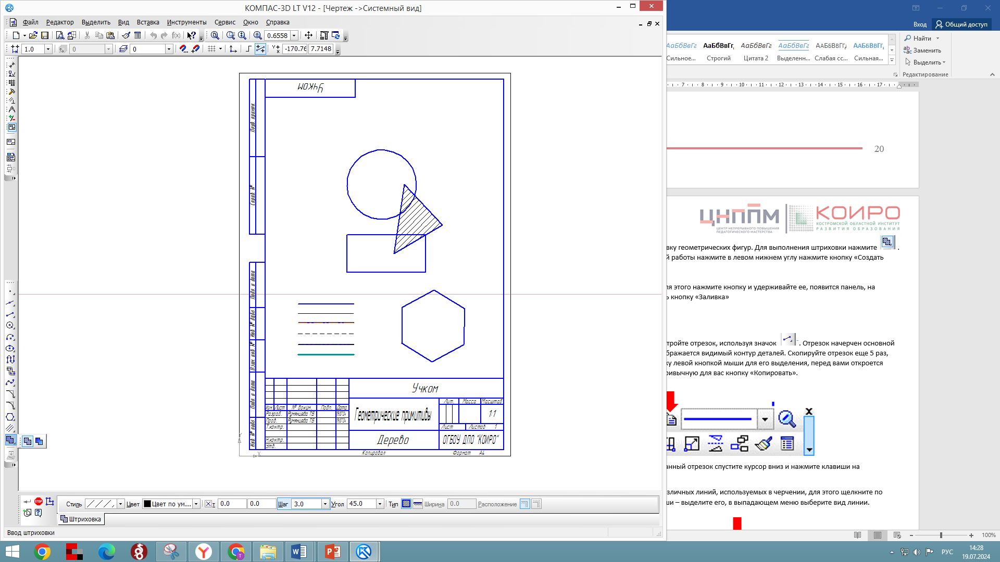 КОМПАС-3D LT V12 - [Чертеж ->Системный вид]
Файл Редактор Выделить Вид Вставка Инструменты Сервис Окно Справка
0.6558
1.0 0 0 -170.76 7.7148
Учком
Перв. примен.
Справ. №
Подп. и дата
Инв. № дубл.
Взам. инв. №
Подп. и дата
Инв. № подл.
Учком
Изм. Лист № докум. Подп. Дата
Разраб. Румянцева ТБ 19.07.24
Пров. Румянцева ТБ 19.07.24
Т.контр.
Н.контр.
Утв.
Геометрические примитивы
Лит. Масса Масштаб
1:1
Лист Листов 1
Дерево
ОГБОУ ДПО "КОИРО"
Копировал Формат А4
Y
X
STOP
Стиль Цвет Цвет по ум... т 0.0 0.0 Шаг 3.0 Угол 45.0 Тип Ширина 0.0 Расположение
Штриховка
Ввод штриховки
Вход Общий доступ
АаБбВвГг АаБбВвГг, АаБбВвГг АаБбВвГг ААББВВГГ, ААББВВГГ,
Сильное... Строгий Цитата 2 Выделенн... Слабая сс... Сильная...
Найти
Заменить
Выделить
Редактирование
7 8 9 10 11 12 13 14 15 16 17
20
ЦНППМ КОИРО
ЦЕНТР НЕПРЕРЫВНОГО ПОВЫШЕНИЯ
ПЕДАГОГИЧЕСКОГО МАСТЕРСТВА
КОСТРОМСКОЙ ОБЛАСТНОЙ ИНСТИТУТ
РАЗВИТИЯ ОБРАЗОВАНИЯ
вку геометрических фигур. Для выполнения штриховки нажмите .
й работы нажмите в левом нижнем углу нажмите кнопку «Создать
ля этого нажмите кнопку и удерживайте ее, появится панель, на
ь кнопку «Заливка»
тройте отрезок, используя значок . Отрезок начерчен основной
бражается видимый контур деталей. Скопируйте отрезок еще 5 раз,
ку левой кнопкой мыши для его выделения, перед вами откроется
ривычную для вас кнопку «Копировать».
анный отрезок спустите курсор вниз и нажмите клавиши на
зличных линий, используемых в черчении, для этого щелкните по
ши – выделите его, в выпадающем меню выберите вид линии.
100%
РУС
14:28
19.07.2024